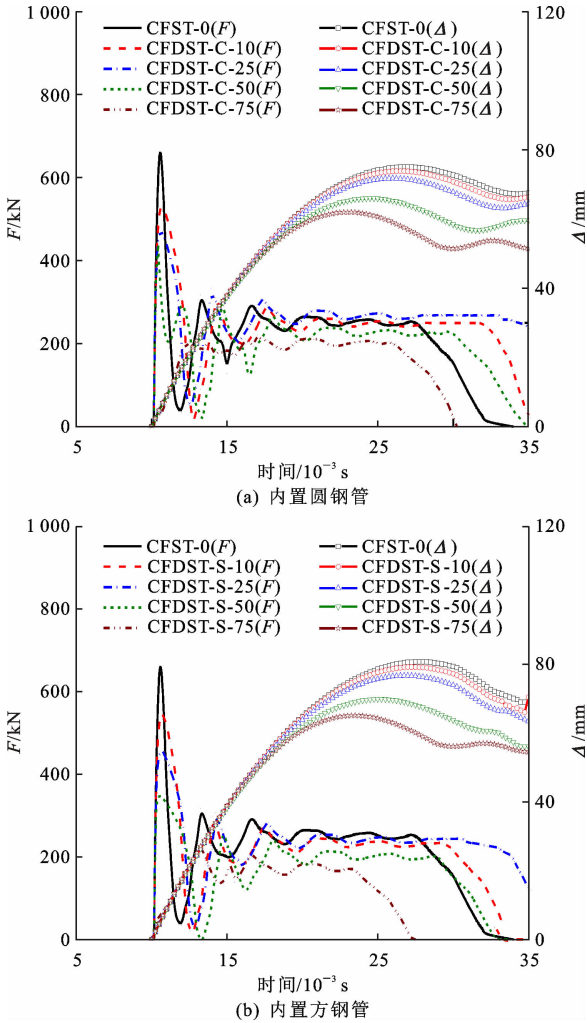 1 000
800
600
400
200
0
F/kN
120
80
40
0
Δ/mm
CFST-0(F)
CFDST-C-10(F)
CFDST-C-25(F)
CFDST-C-50(F)
CFDST-C-75(F)
CFST-0(Δ)
CFDST-C-10(Δ)
CFDST-C-25(Δ)
CFDST-C-50(Δ)
CFDST-C-75(Δ)
5 15 25 35
时间/10⁻³ s
(a) 内置圆钢管
1 000
800
600
400
200
0
F/kN
120
80
40
0
Δ/mm
CFST-0(F)
CFDST-S-10(F)
CFDST-S-25(F)
CFDST-S-50(F)
CFDST-S-75(F)
CFST-0(Δ)
CFDST-S-10(Δ)
CFDST-S-25(Δ)
CFDST-S-50(Δ)
CFDST-S-75(Δ)
5 15 25 35
时间/10⁻³ s
(b) 内置方钢管